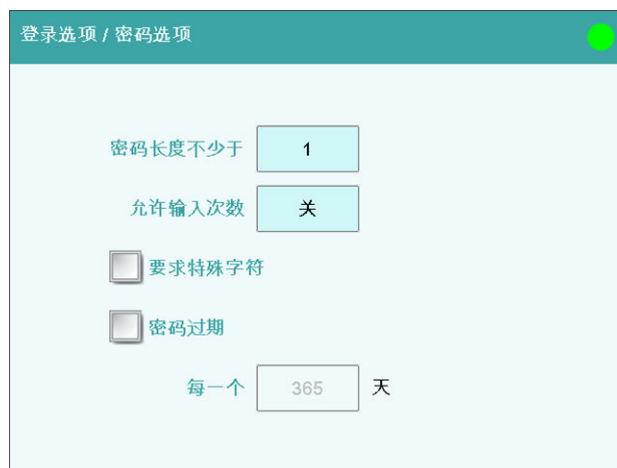 登录选项 / 密码选项
密码长度不少于 1
允许输入次数 关
要求特殊字符
密码过期
每一个 365 天